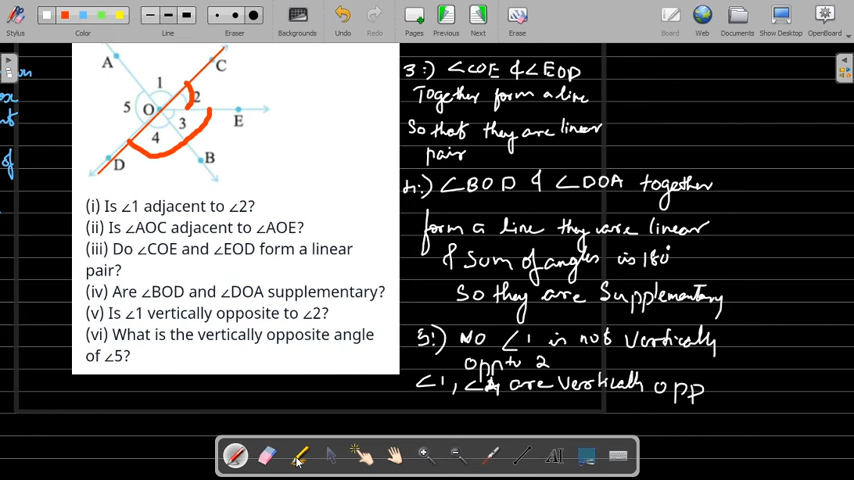 Stylus
Color
Line
Eraser
Backgrounds
Undo
Redo
Pages
Previous
Next
Erase
Board
Web
Documents
Show Desktop
OpenBoard
A
C
1
2
5
O
3
E
4
D
B
of
(i) Is ∠1 adjacent to ∠2?
(ii) Is ∠AOC adjacent to ∠AOE?
(iii) Do ∠COE and ∠EOD form a linear
pair?
(iv) Are ∠BOD and ∠DOA supplementary?
(v) Is ∠1 vertically opposite to ∠2?
(vi) What is the vertically opposite angle
of ∠5?
3:) ∠COE & ∠EOD
Together form a line
So that they are linear
pair
4:) ∠BOD & ∠DOA together
form a line they are linear
& Sum of angles is 180°
So they are Supplementary
5:) No ∠1 is not vertically
opp to 2
∠1, ∠4 are vertically opp